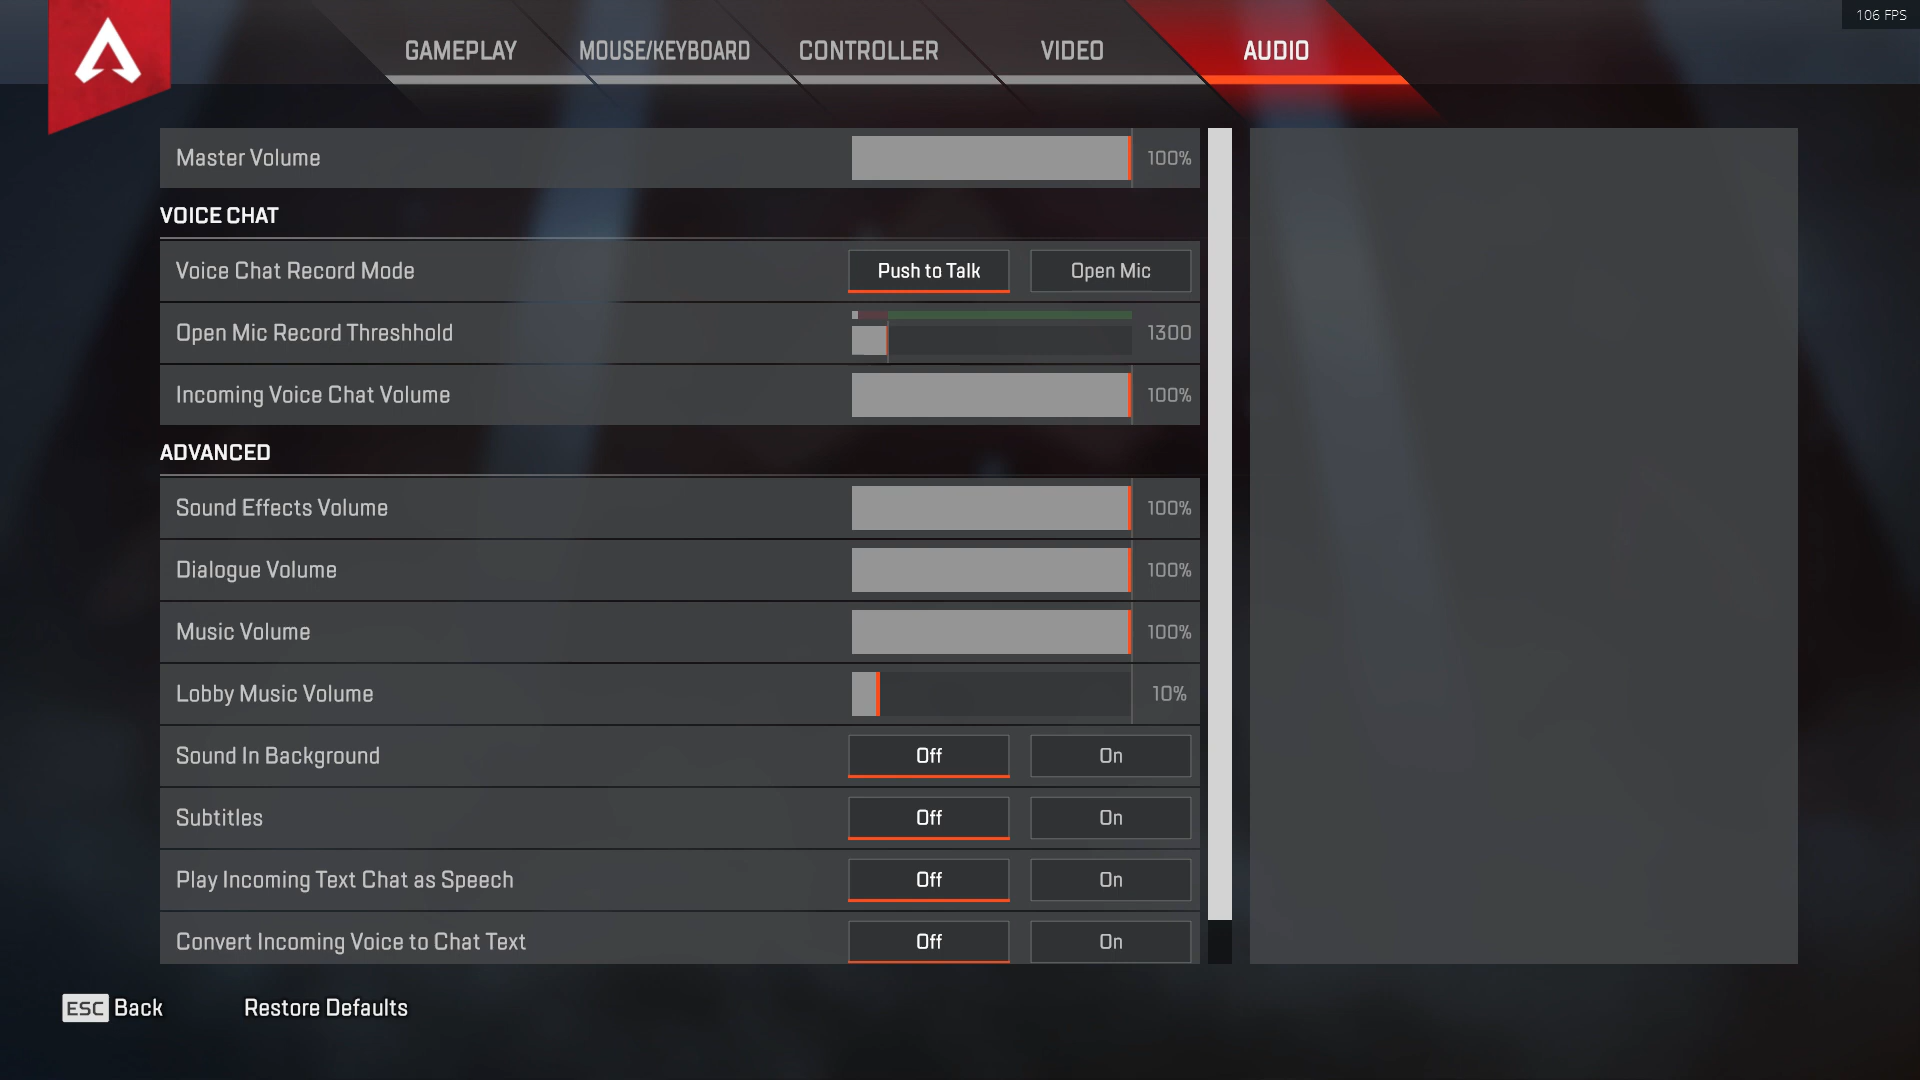 106 FPS
GAMEPLAY MOUSE/KEYBOARD CONTROLLER VIDEO AUDIO
Master Volume 100%
VOICE CHAT
Voice Chat Record Mode Push to Talk Open Mic
Open Mic Record Threshhold 1300
Incoming Voice Chat Volume 100%
ADVANCED
Sound Effects Volume 100%
Dialogue Volume 100%
Music Volume 100%
Lobby Music Volume 10%
Sound In Background Off On
Subtitles Off On
Play Incoming Text Chat as Speech Off On
Convert Incoming Voice to Chat Text Off On
ESC Back Restore Defaults